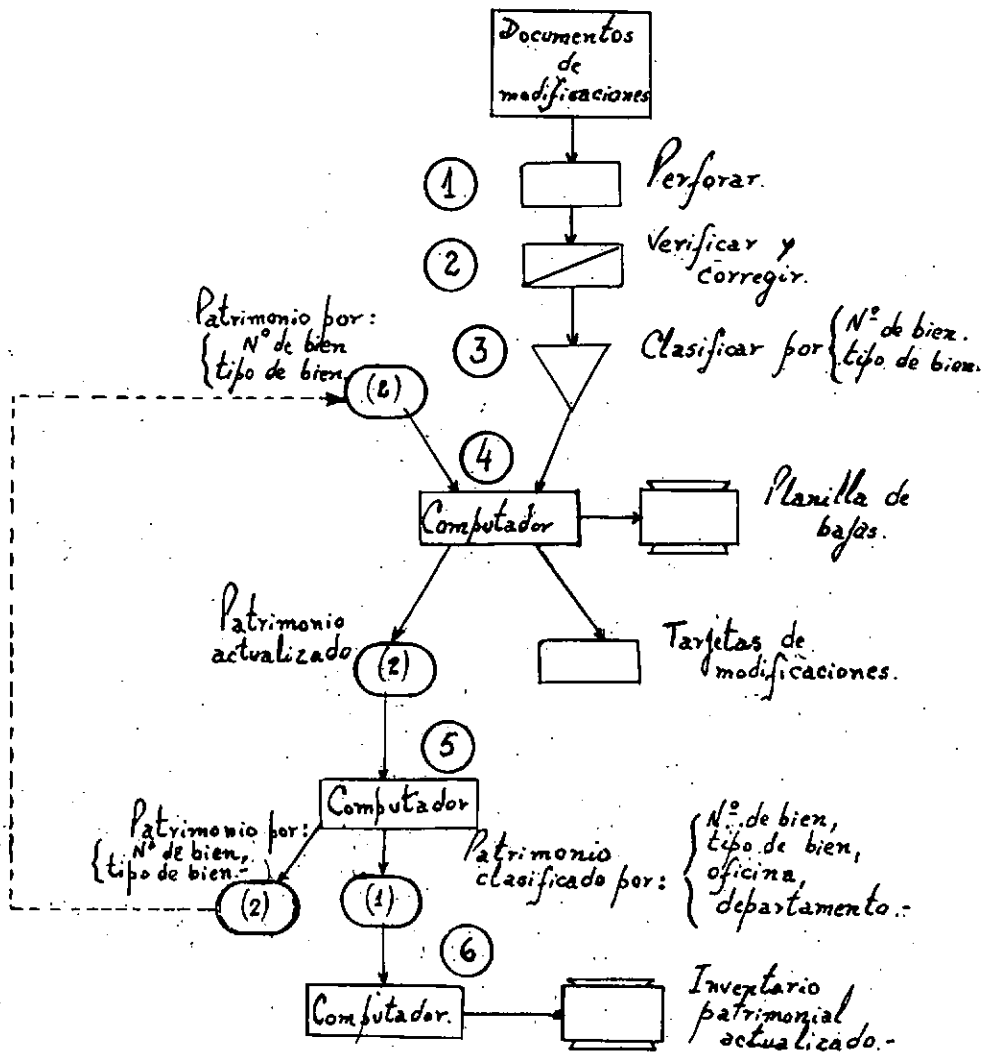 Documentos
de
modificaciones
1
Perforar.
2
Verificar y
corregir.
3
Clasificar por { Nº de bien.
tipo de bien.
Patrimonio por:
{ Nº de bien
tipo de bien.
(2)
4
Computador
Planilla de
bajas.
Patrimonio
actualizado
(2)
Tarjetas de
modificaciones.
5
Computador
Patrimonio por:
{ Nº de bien,
tipo de bien.-
(2)
(1)
Patrimonio
clasificado por: { Nº de bien,
tipo de bien,
oficina,
departamento.-
6
Computador.
Inventario
patrimonial
actualizado.-